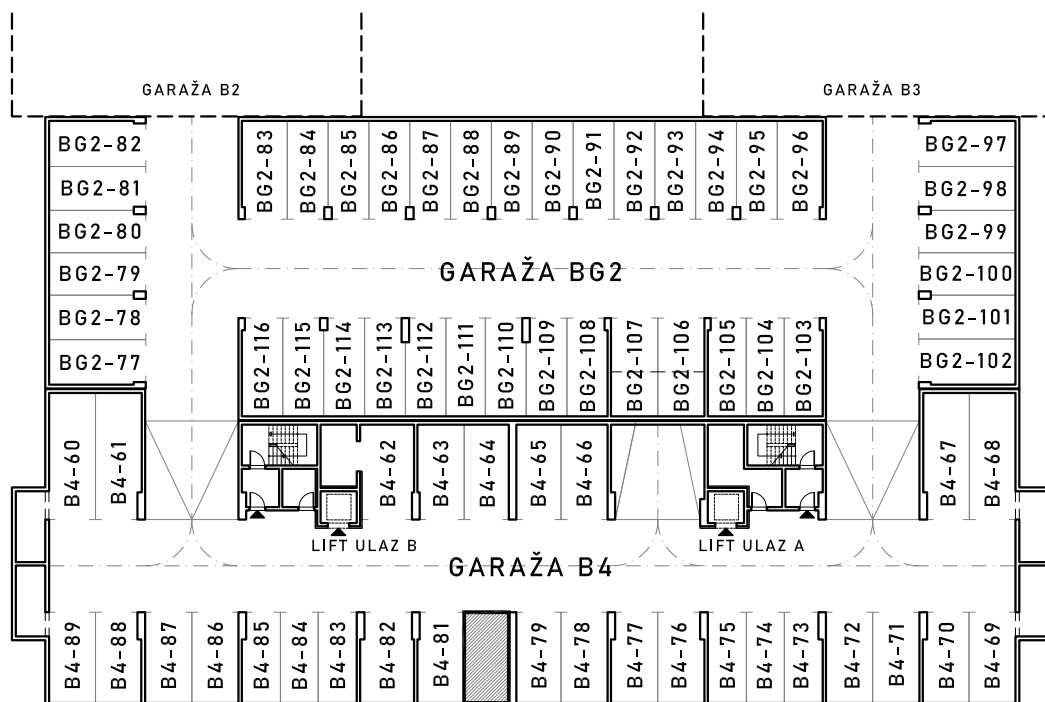 GARAŽA B2
GARAŽA B3
BG2-82
BG2-81
BG2-80
BG2-79
BG2-78
BG2-77
BG2-83
BG2-84
BG2-85
BG2-86
BG2-87
BG2-88
BG2-89
BG2-90
BG2-91
BG2-92
BG2-93
BG2-94
BG2-95
BG2-96
BG2-97
BG2-98
BG2-99
BG2-100
BG2-101
BG2-102
GARAŽA BG2
BG2-116
BG2-115
BG2-114
BG2-113
BG2-112
BG2-111
BG2-110
BG2-109
BG2-108
BG2-107
BG2-106
BG2-105
BG2-104
BG2-103
B4-60
B4-61
B4-62
B4-63
B4-64
B4-65
B4-66
B4-67
B4-68
LIFT ULAZ B
LIFT ULAZ A
GARAŽA B4
B4-89
B4-88
B4-87
B4-86
B4-85
B4-84
B4-83
B4-82
B4-81
B4-79
B4-78
B4-77
B4-76
B4-75
B4-74
B4-73
B4-72
B4-71
B4-70
B4-69